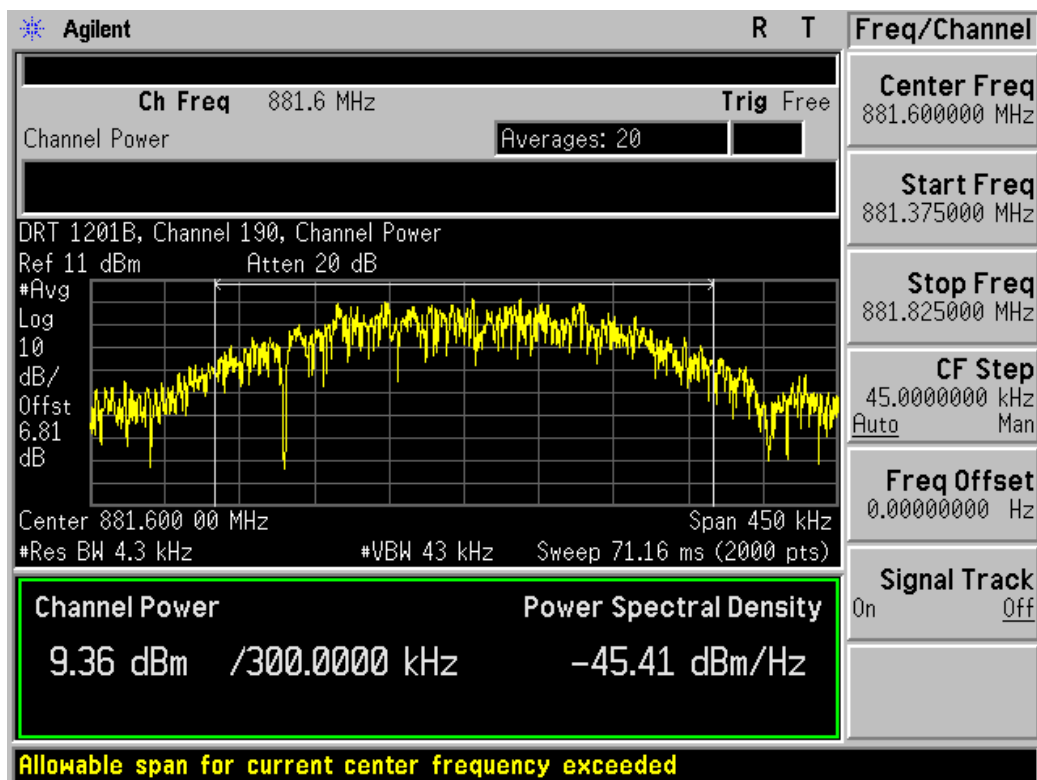 Agilent R T
Ch Freq 881.6 MHz Trig Free
Channel Power Averages: 20
DRT 1201B, Channel 190, Channel Power
Ref 11 dBm Atten 20 dB
#Avg
Log
10
dB/
Offst
6.81
dB
Center 881.600 00 MHz Span 450 kHz
#Res BW 4.3 kHz #VBW 43 kHz Sweep 71.16 ms (2000 pts)
Channel Power Power Spectral Density
9.36 dBm /300.0000 kHz -45.41 dBm/Hz
Allowable span for current center frequency exceeded
Freq/Channel
Center Freq
881.600000 MHz
Start Freq
881.375000 MHz
Stop Freq
881.825000 MHz
CF Step
45.0000000 kHz
Auto Man
Freq Offset
0.00000000 Hz
Signal Track
On Off